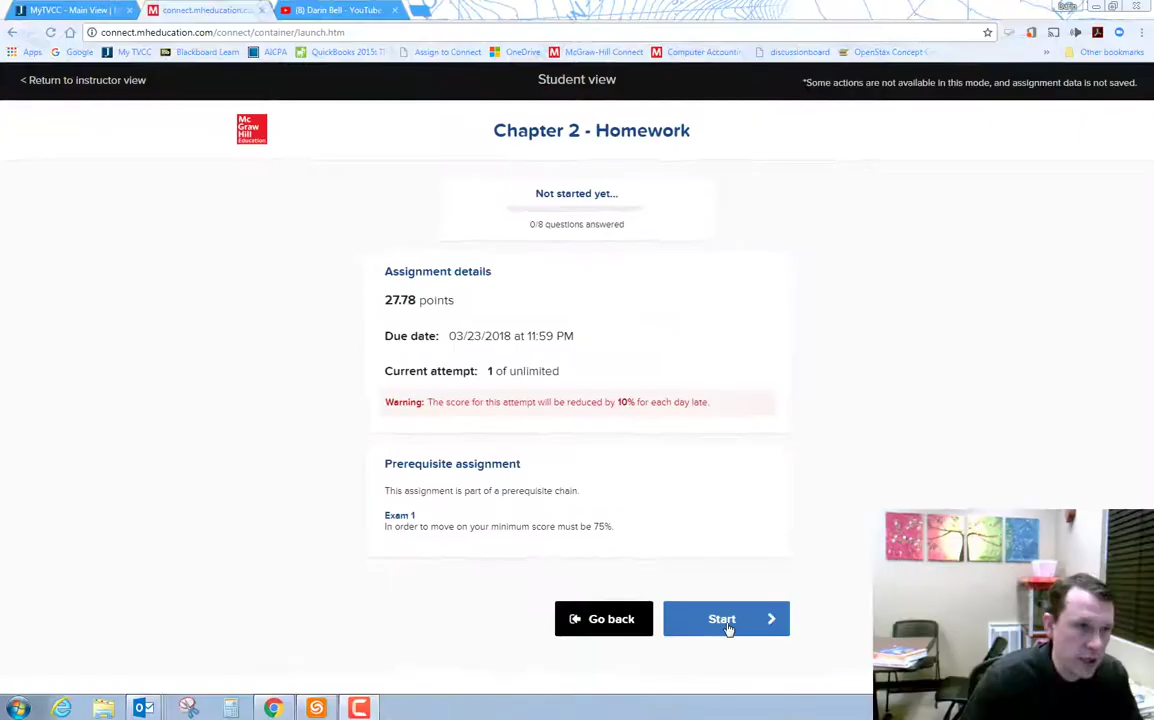 MyTVCC - Main View |
connect.mheducation.c...
(8) Darin Bell - YouTube
connect.mheducation.com/connect/container/launch.htm
Apps
Google
My TVCC
Blackboard Learn
AICPA
QuickBooks 2015:
Assign to Connect
OneDrive
McGraw-Hill Connect
Computer Accounti
discussionboard
OpenStax Concept C
»
Other bookmarks
< Return to instructor view
Student view
*Some actions are not available in this mode, and assignment data is not saved.
Mc
Graw
Hill
Education
Chapter 2 - Homework
Not started yet...
0/8 questions answered
Assignment details
27.78 points
Due date: 03/23/2018 at 11:59 PM
Current attempt: 1 of unlimited
Warning: The score for this attempt will be reduced by 10% for each day late.
Prerequisite assignment
This assignment is part of a prerequisite chain.
Exam 1
In order to move on your minimum score must be 75%.
Go back
Start